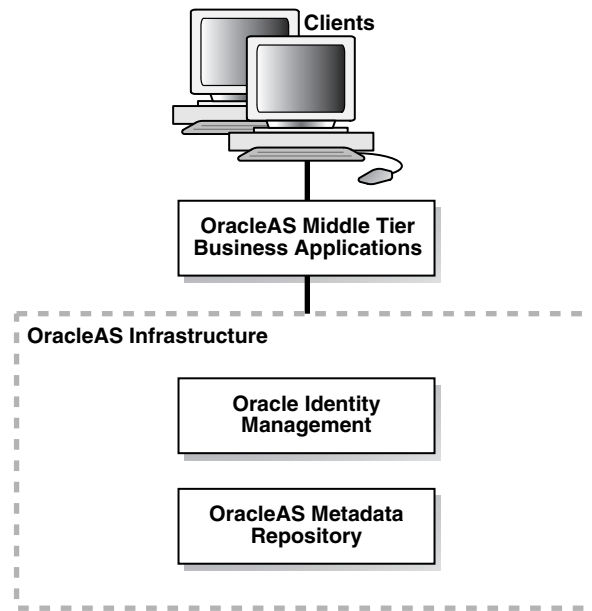 Clients
OracleAS Middle Tier
Business Applications
OracleAS Infrastructure
Oracle Identity
Management
OracleAS Metadata
Repository